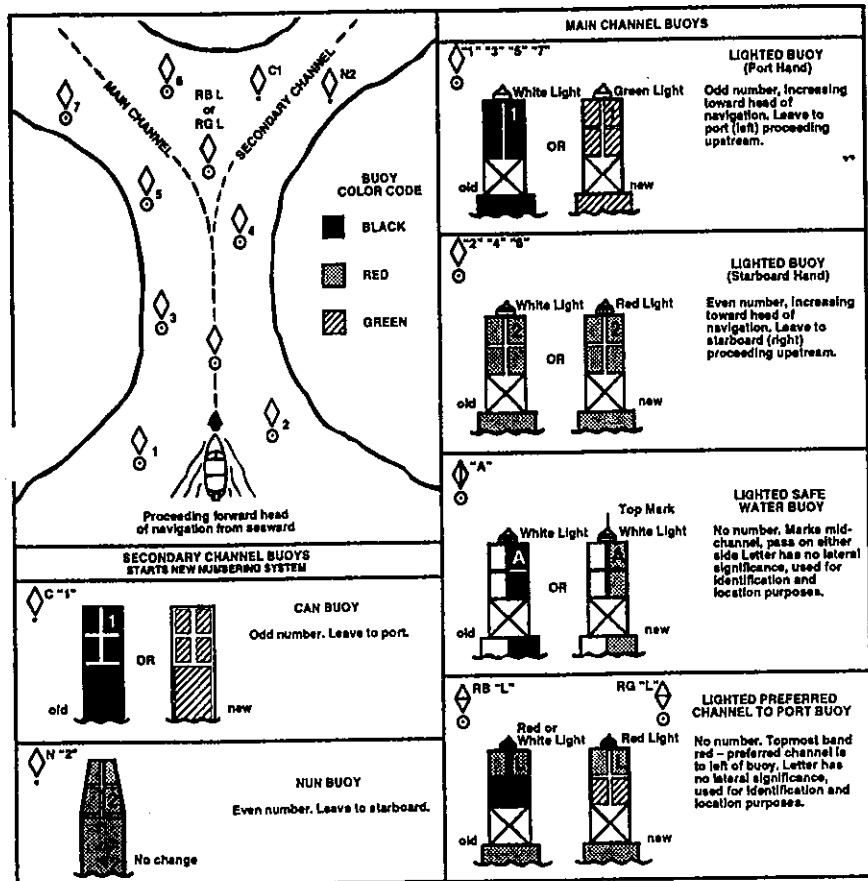 6
C1
N2
7
RB L
or
RG L
MAIN CHANNEL
SECONDARY CHANNEL
5
4
3
2
1
BUOY
COLOR CODE
BLACK
RED
GREEN
Proceeding forward head
of navigation from seaward
SECONDARY CHANNEL BUOYS
STARTS NEW NUMBERING SYSTEM
C "1"
1
CAN BUOY
Odd number. Leave to port.
OR
old
new
N "2"
2
NUN BUOY
Even number. Leave to starboard.
No change
MAIN CHANNEL BUOYS
"1" "3" "5" "7"
LIGHTED BUOY
(Port Hand)
White Light
Green Light
1
1
OR
old
new
Odd number, increasing
toward head of
navigation. Leave to
port (left) proceeding
upstream.
"2" "4" "6"
LIGHTED BUOY
(Starboard Hand)
White Light
Red Light
2
2
OR
old
new
Even number, increasing
toward head of
navigation. Leave to
starboard (right)
proceeding upstream.
"A"
LIGHTED SAFE
WATER BUOY
Top Mark
White Light
White Light
A
A
OR
old
new
No number. Marks mid-
channel, pass on either
side Letter has no lateral
significance, used for
identification and
location purposes.
RB "L"
RG "L"
LIGHTED PREFERRED
CHANNEL TO PORT BUOY
Red or
White Light
Red Light
L
OR
old
new
No number. Topmost band
red – preferred channel is
to left of buoy. Letter has
no lateral significance,
used for identification and
location purposes.